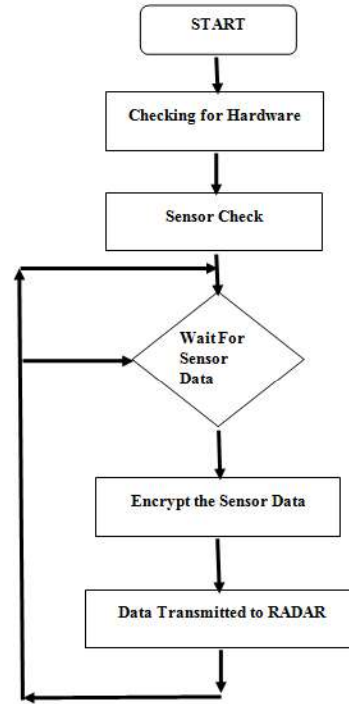 START
Checking for Hardware
Sensor Check
Wait For
Sensor
Data
Encrypt the Sensor Data
Data Transmitted to RADAR